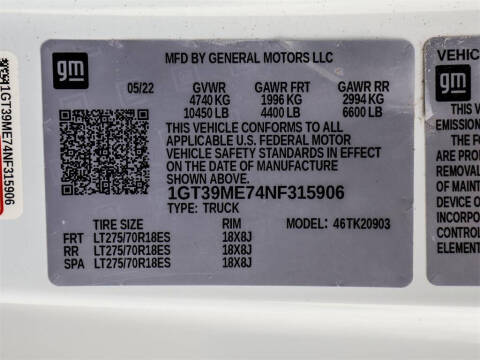 gm
MFD BY GENERAL MOTORS LLC
05/22 GVWR GAWR FRT GAWR RR
4740 KG 1996 KG 2994 KG
10450 LB 4400 LB 6600 LB
THIS VEHICLE CONFORMS TO ALL
APPLICABLE U.S. FEDERAL MOTOR
VEHICLE SAFETY STANDARDS IN EFFECT
ON THE DATE OF MANUFACTURE
SHOWN ABOVE.
1GT39ME74NF315906
TYPE: TRUCK MODEL: 46TK20903
TIRE SIZE RIM
FRT LT275/70R18ES 18X8J
RR LT275/70R18ES 18X8J
SPA LT275/70R18ES 18X8J
1GT39ME74NF315906
VEHIC
gm
THIS
EMISSION
THE FO
ARE PRO
REMOVAL
OF MAINT
DEVICE O
INCORPOR
CONTROL
ELEMENT